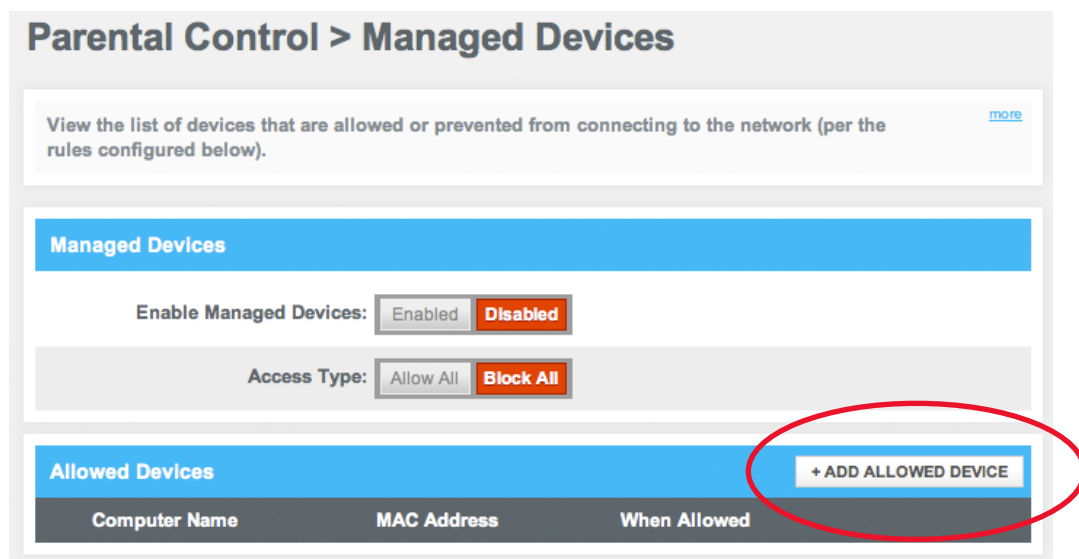 Parental Control > Managed Devices
View the list of devices that are allowed or prevented from connecting to the network (per the
more
rules configured below).
Managed Devices
Enable Managed Devices: Enabled Disabled
Access Type: Allow All Block All
Allowed Devices + ADD ALLOWED DEVICE
Computer Name MAC Address When Allowed